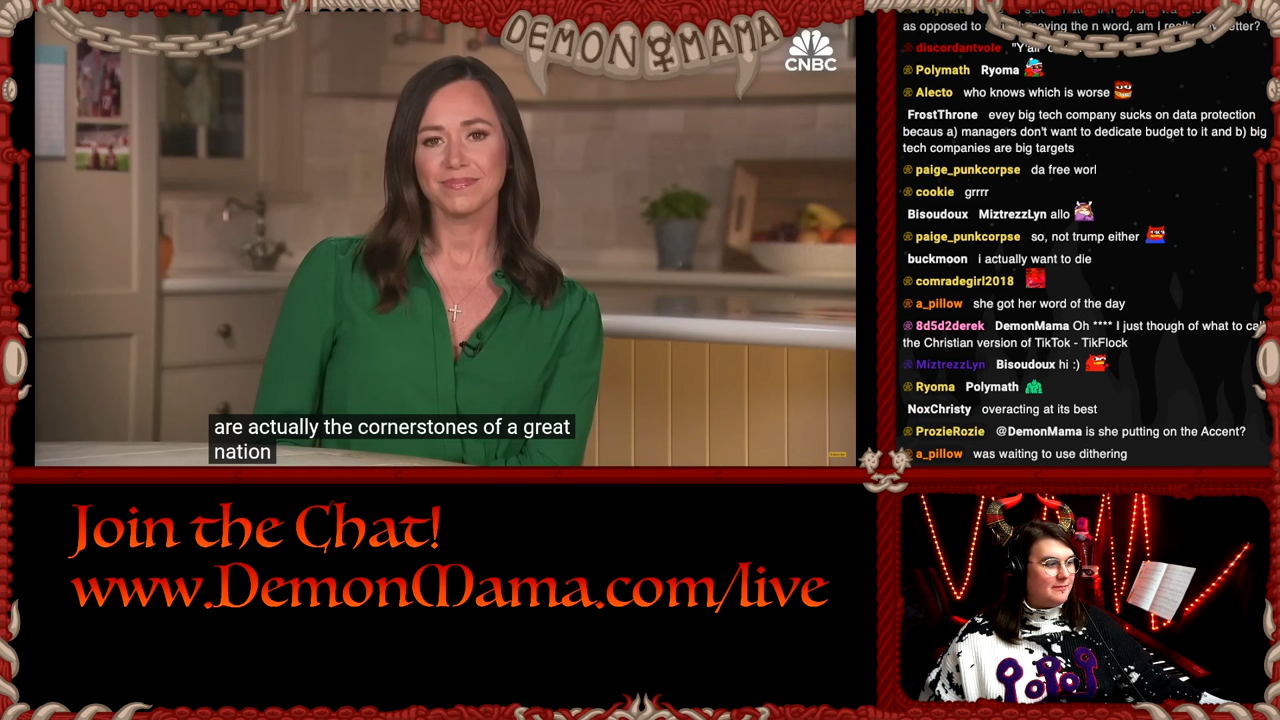 DEMON MAMA
CNBC
are actually the cornerstones of a great
nation
as opposed to
the n word, am I
discordantvole "Y'all"
Polymath Ryoma
Alecto who knows which is worse
FrostThrone evey big tech company sucks on data protection
becaus a) managers don't want to dedicate budget to it and b) big
tech companies are big targets
paige_punkcorpse da free worl
cookie grrrr
Bisoudoux MiztrezzLyn allo
paige_punkcorpse so, not trump either
buckmoon i actually want to die
comradegirl2018
a_pillow she got her word of the day
8d5d2derek DemonMama Oh **** I just though of what to call
the Christian version of TikTok - TikFlock
MiztrezzLyn Bisoudoux hi :)
Ryoma Polymath
NoxChristy overacting at its best
ProzieRozie @DemonMama is she putting on the Accent?
a_pillow was waiting to use dithering
Join the Chat!
www.DemonMama.com/live